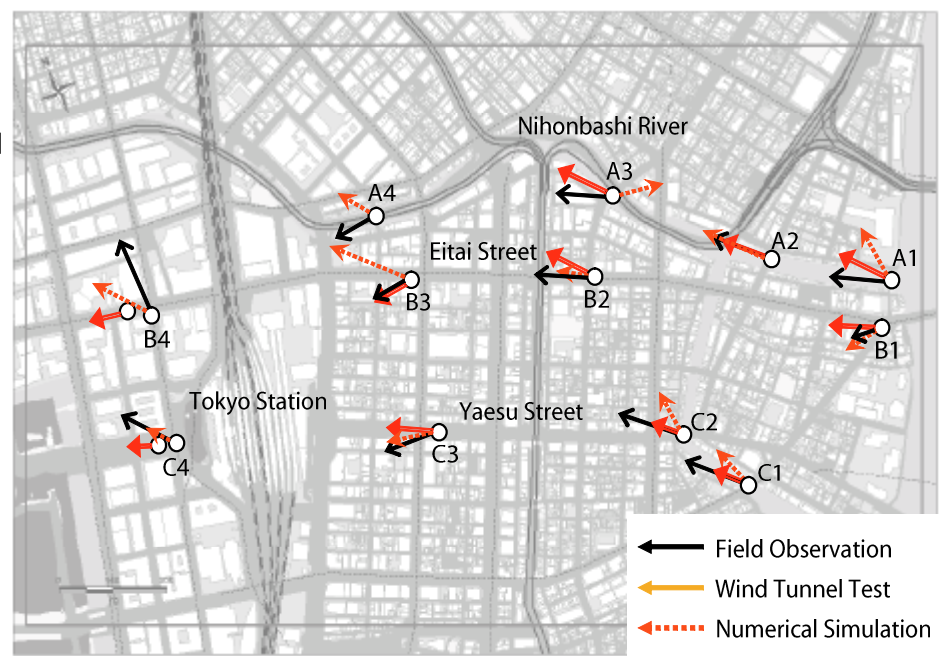 Nihonbashi River
A3
A4
A2
Eitai Street
A1
B2
B3
B4
B1
Tokyo Station
Yaesu Street
C2
C3
C4
C1
Field Observation
Wind Tunnel Test
Numerical Simulation